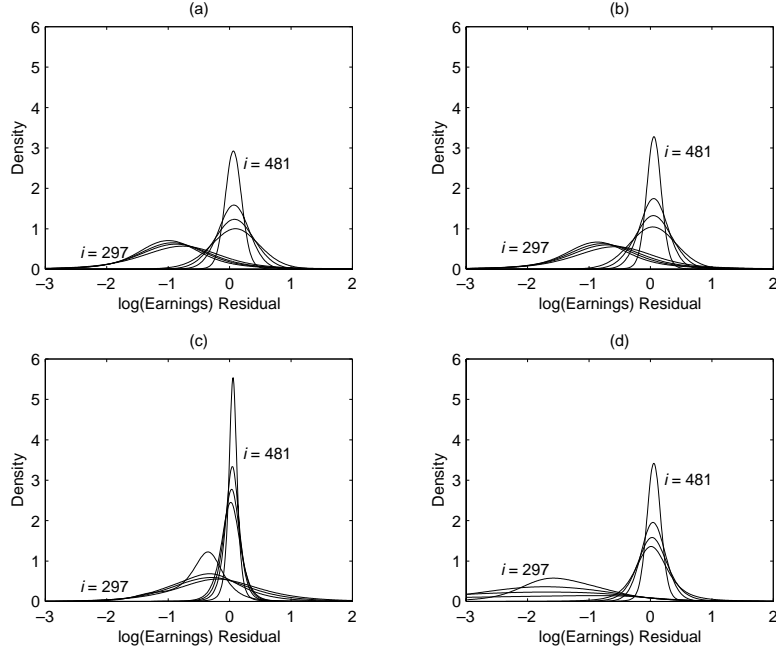 (a)
6
5
4
3
2
1
0
Density
i = 481
i = 297
−3 −2 −1 0 1 2
log(Earnings) Residual
(b)
6
5
4
3
2
1
0
Density
i = 481
i = 297
−3 −2 −1 0 1 2
log(Earnings) Residual
(c)
6
5
4
3
2
1
0
Density
i = 481
i = 297
−3 −2 −1 0 1 2
log(Earnings) Residual
(d)
6
5
4
3
2
1
0
Density
i = 481
i = 297
−3 −2 −1 0 1 2
log(Earnings) Residual